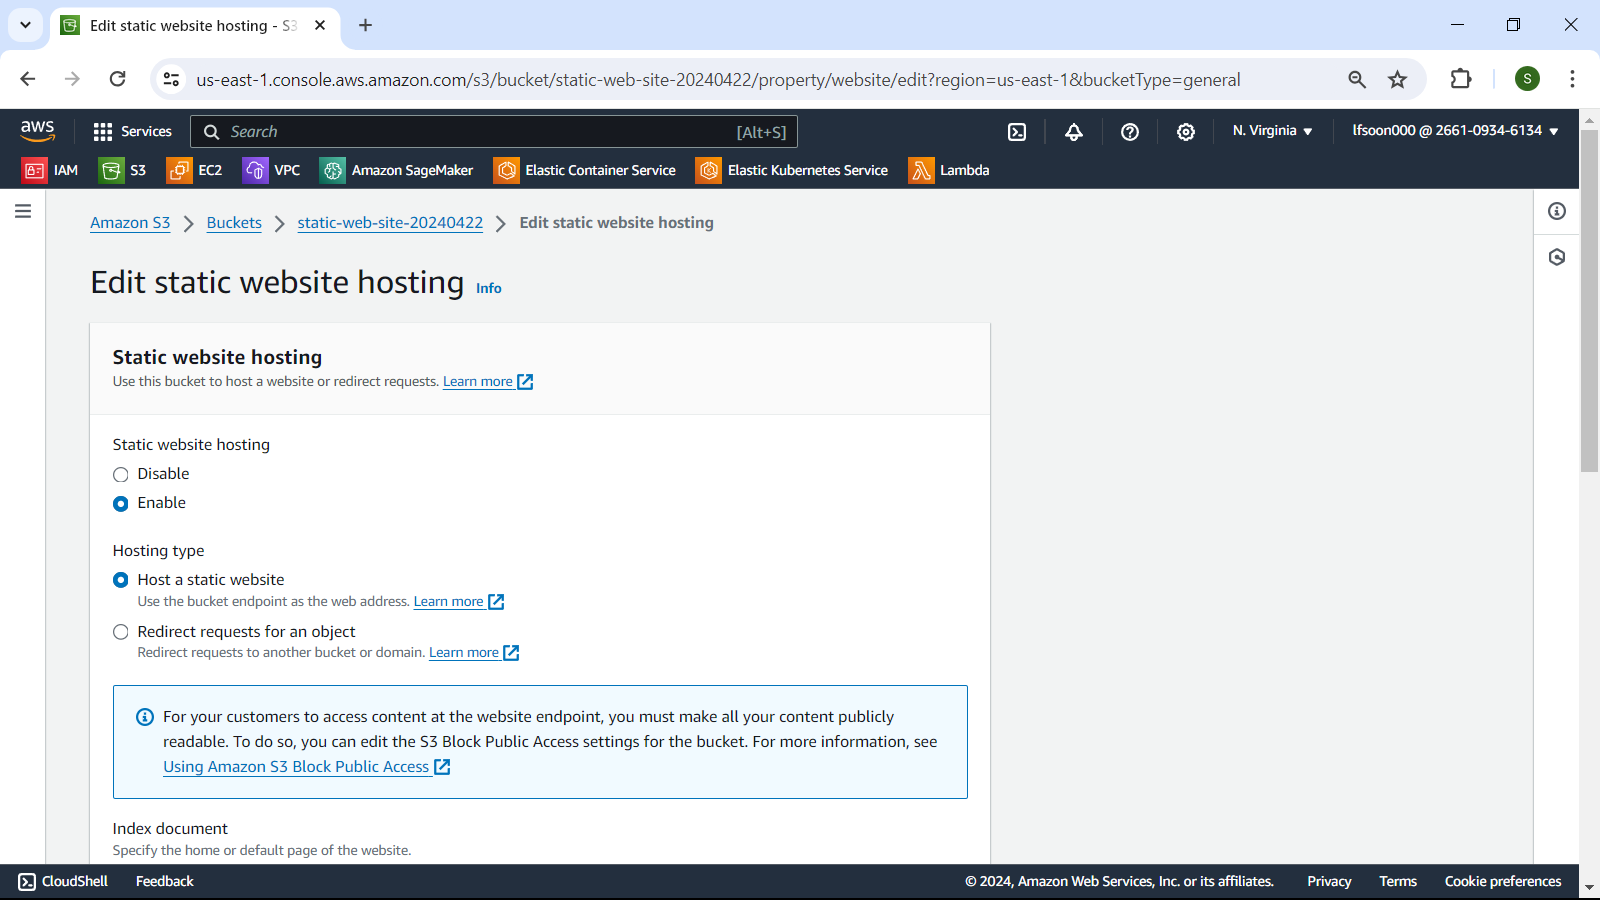 Edit static website hosting - S3
us-east-1.console.aws.amazon.com/s3/bucket/static-web-site-20240422/property/website/edit?region=us-east-1&bucketType=general
S
aws
Services
Search
[Alt+S]
N. Virginia
lfsoon000 @ 2661-0934-6134
IAM
S3
EC2
VPC
Amazon SageMaker
Elastic Container Service
Elastic Kubernetes Service
Lambda
Amazon S3
Buckets
static-web-site-20240422
Edit static website hosting
Edit static website hosting Info
Static website hosting
Use this bucket to host a website or redirect requests. Learn more
Static website hosting
Disable
Enable
Hosting type
Host a static website
Use the bucket endpoint as the web address. Learn more
Redirect requests for an object
Redirect requests to another bucket or domain. Learn more
For your customers to access content at the website endpoint, you must make all your content publicly
readable. To do so, you can edit the S3 Block Public Access settings for the bucket. For more information, see
Using Amazon S3 Block Public Access
Index document
Specify the home or default page of the website.
CloudShell
Feedback
© 2024, Amazon Web Services, Inc. or its affiliates.
Privacy
Terms
Cookie preferences